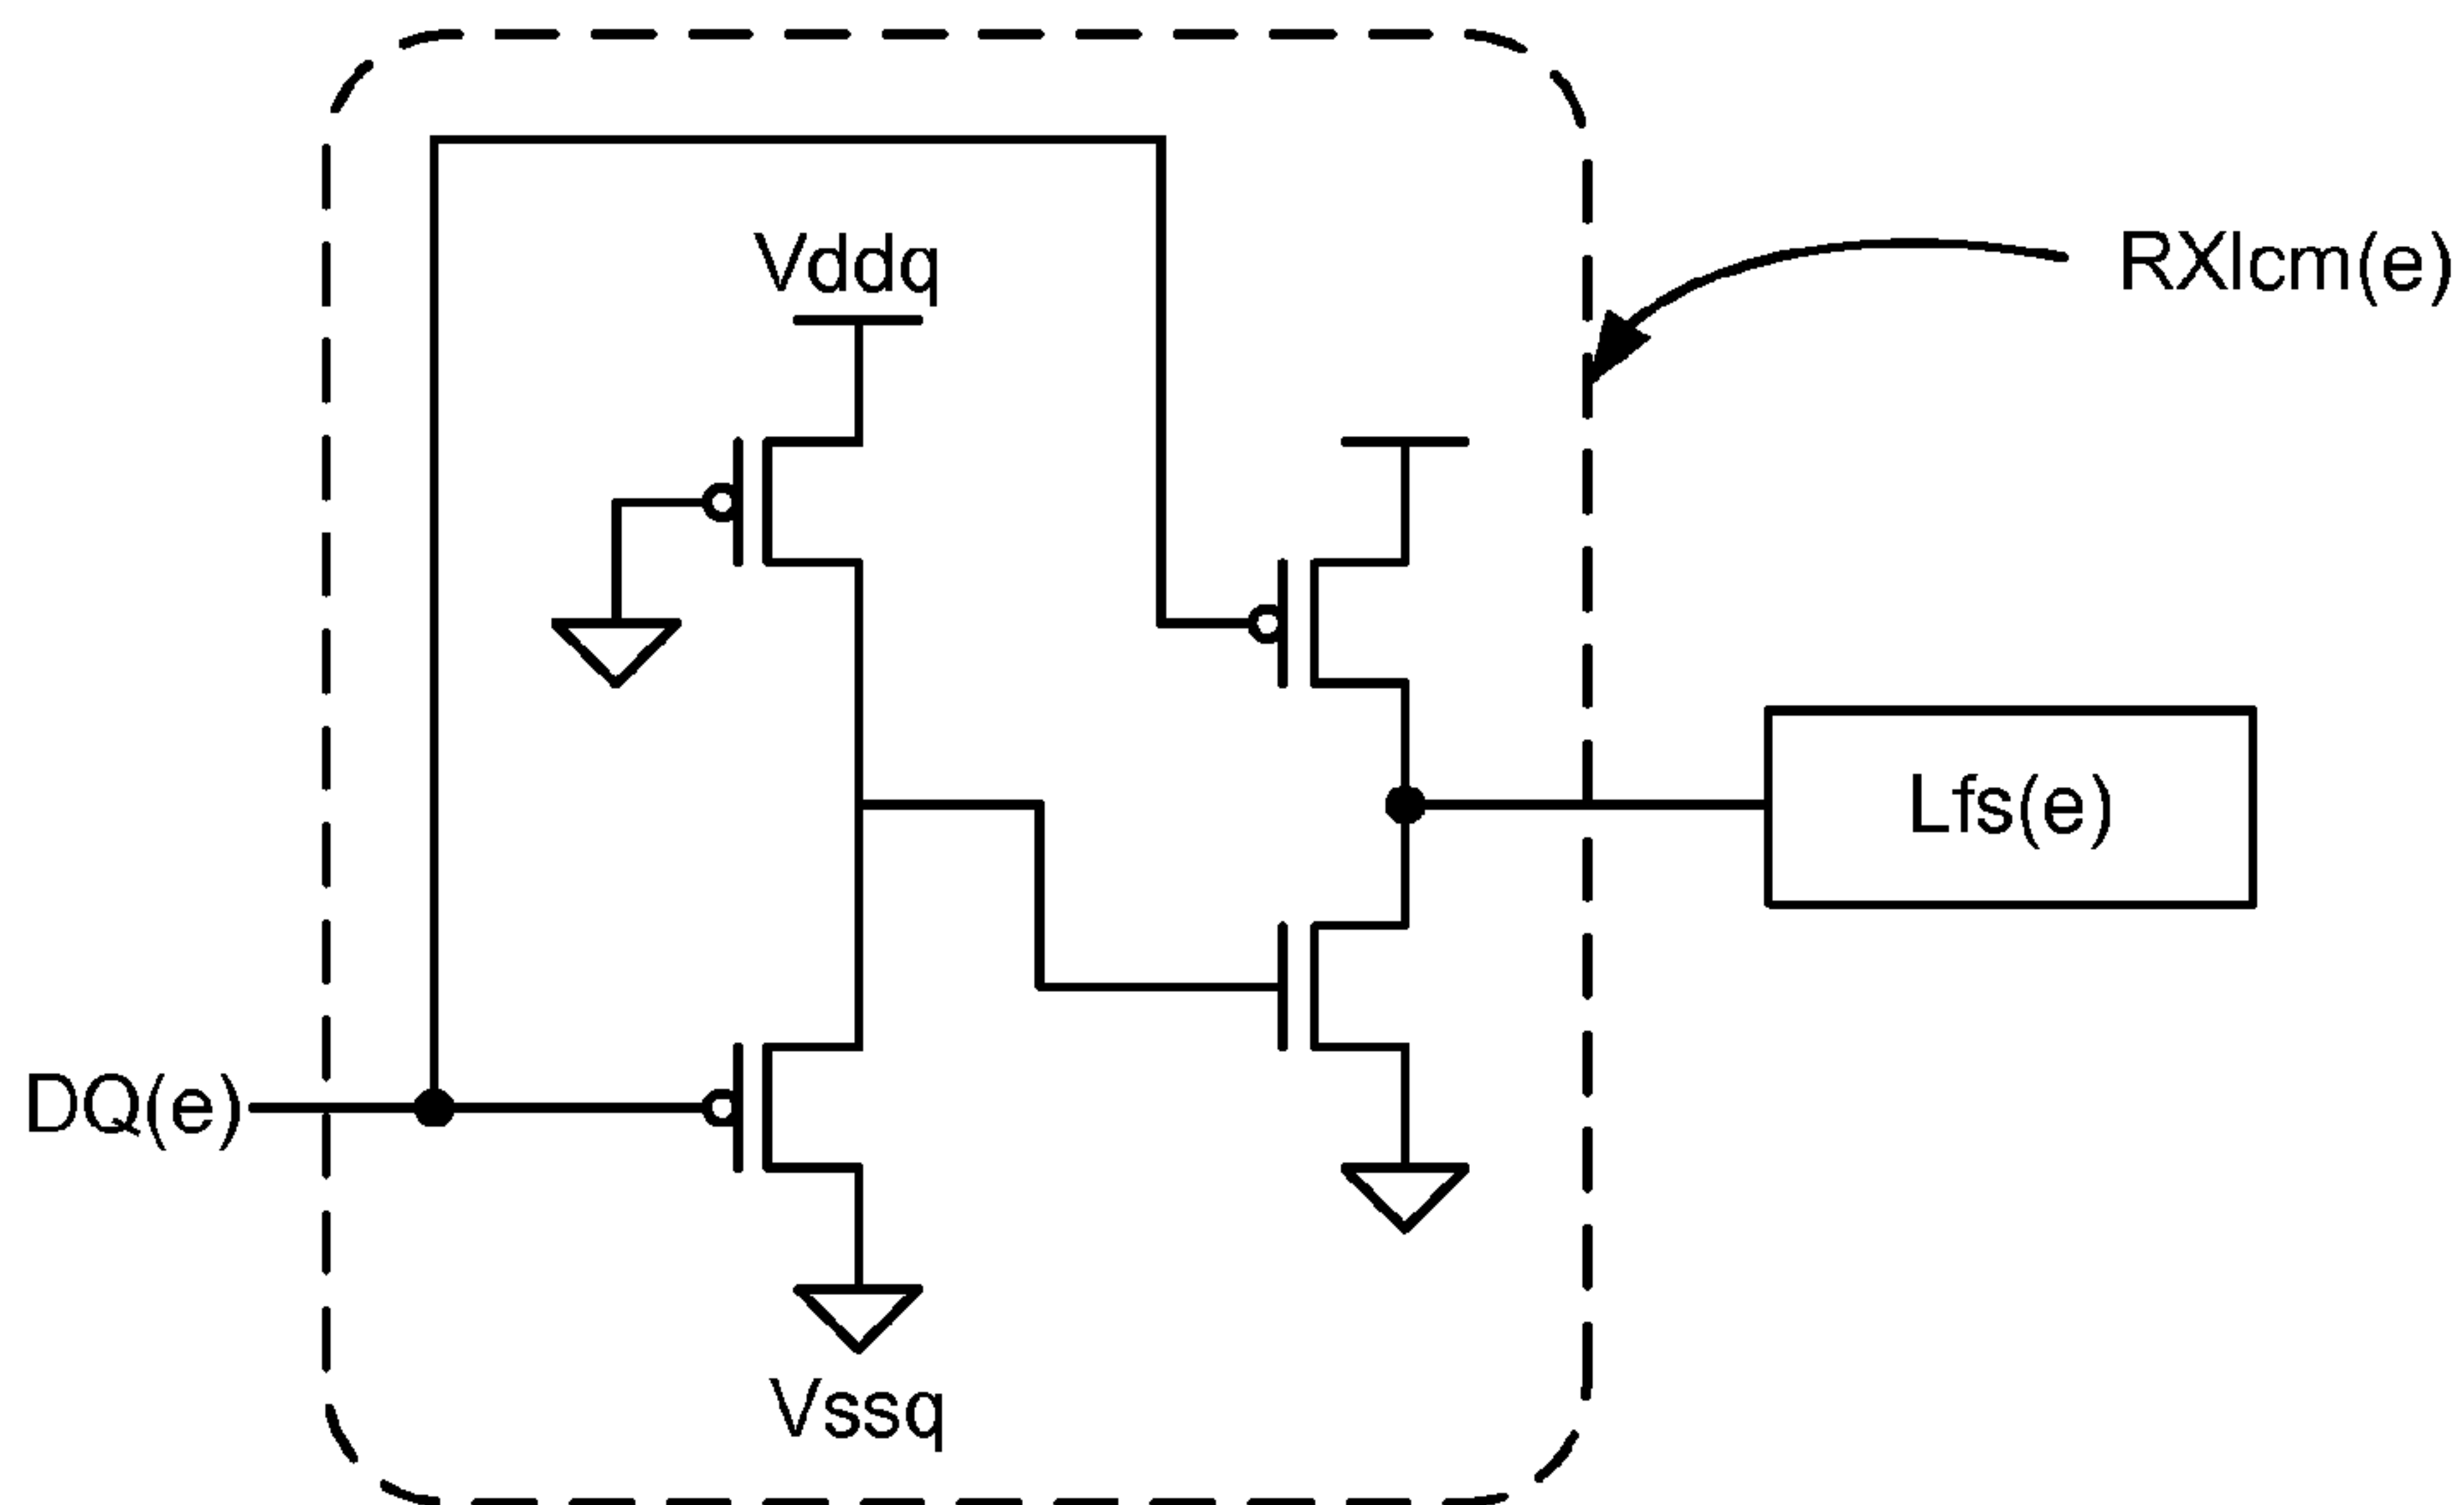 Vddq
RXlcm(e)
Lfs(e)
DQ(e)
Vssq